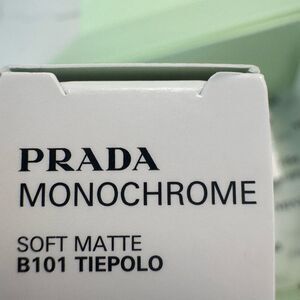 PRADA
MONOCHROME
SOFT MATTE
B101 TIEPOLO